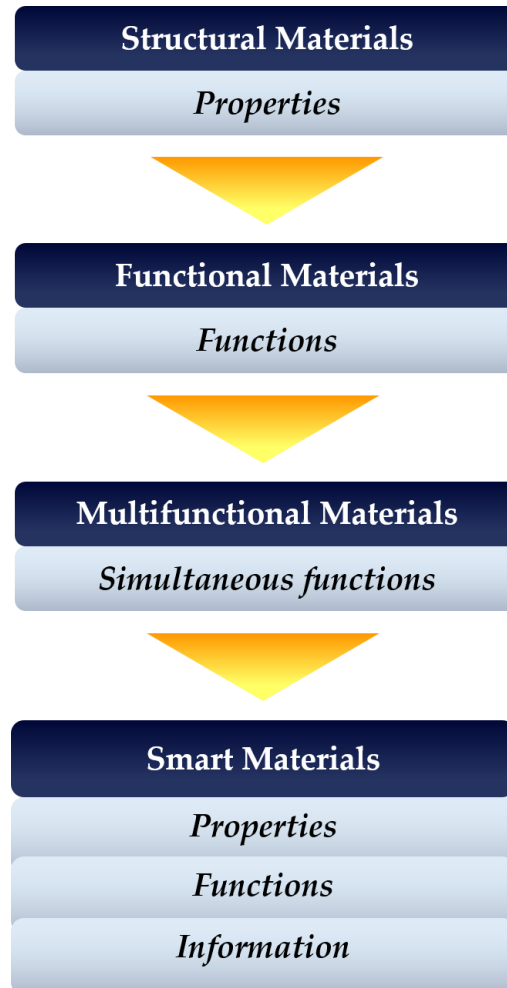 Structural Materials
Properties
Functional Materials
Functions
Multifunctional Materials
Simultaneous functions
Smart Materials
Properties
Functions
Information